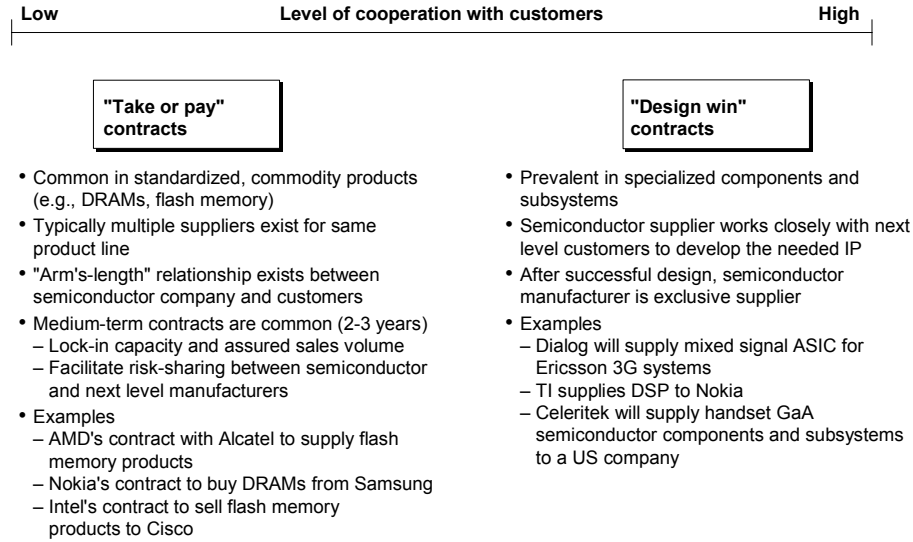 Low Level of cooperation with customers High
"Take or pay"
contracts
• Common in standardized, commodity products
(e.g., DRAMs, flash memory)
• Typically multiple suppliers exist for same
product line
• "Arm's-length" relationship exists between
semiconductor company and customers
• Medium-term contracts are common (2-3 years)
– Lock-in capacity and assured sales volume
– Facilitate risk-sharing between semiconductor
and next level manufacturers
• Examples
– AMD's contract with Alcatel to supply flash
memory products
– Nokia's contract to buy DRAMs from Samsung
– Intel's contract to sell flash memory
products to Cisco
"Design win"
contracts
• Prevalent in specialized components and
subsystems
• Semiconductor supplier works closely with next
level customers to develop the needed IP
• After successful design, semiconductor
manufacturer is exclusive supplier
• Examples
– Dialog will supply mixed signal ASIC for
Ericsson 3G systems
– TI supplies DSP to Nokia
– Celeritek will supply handset GaA
semiconductor components and subsystems
to a US company